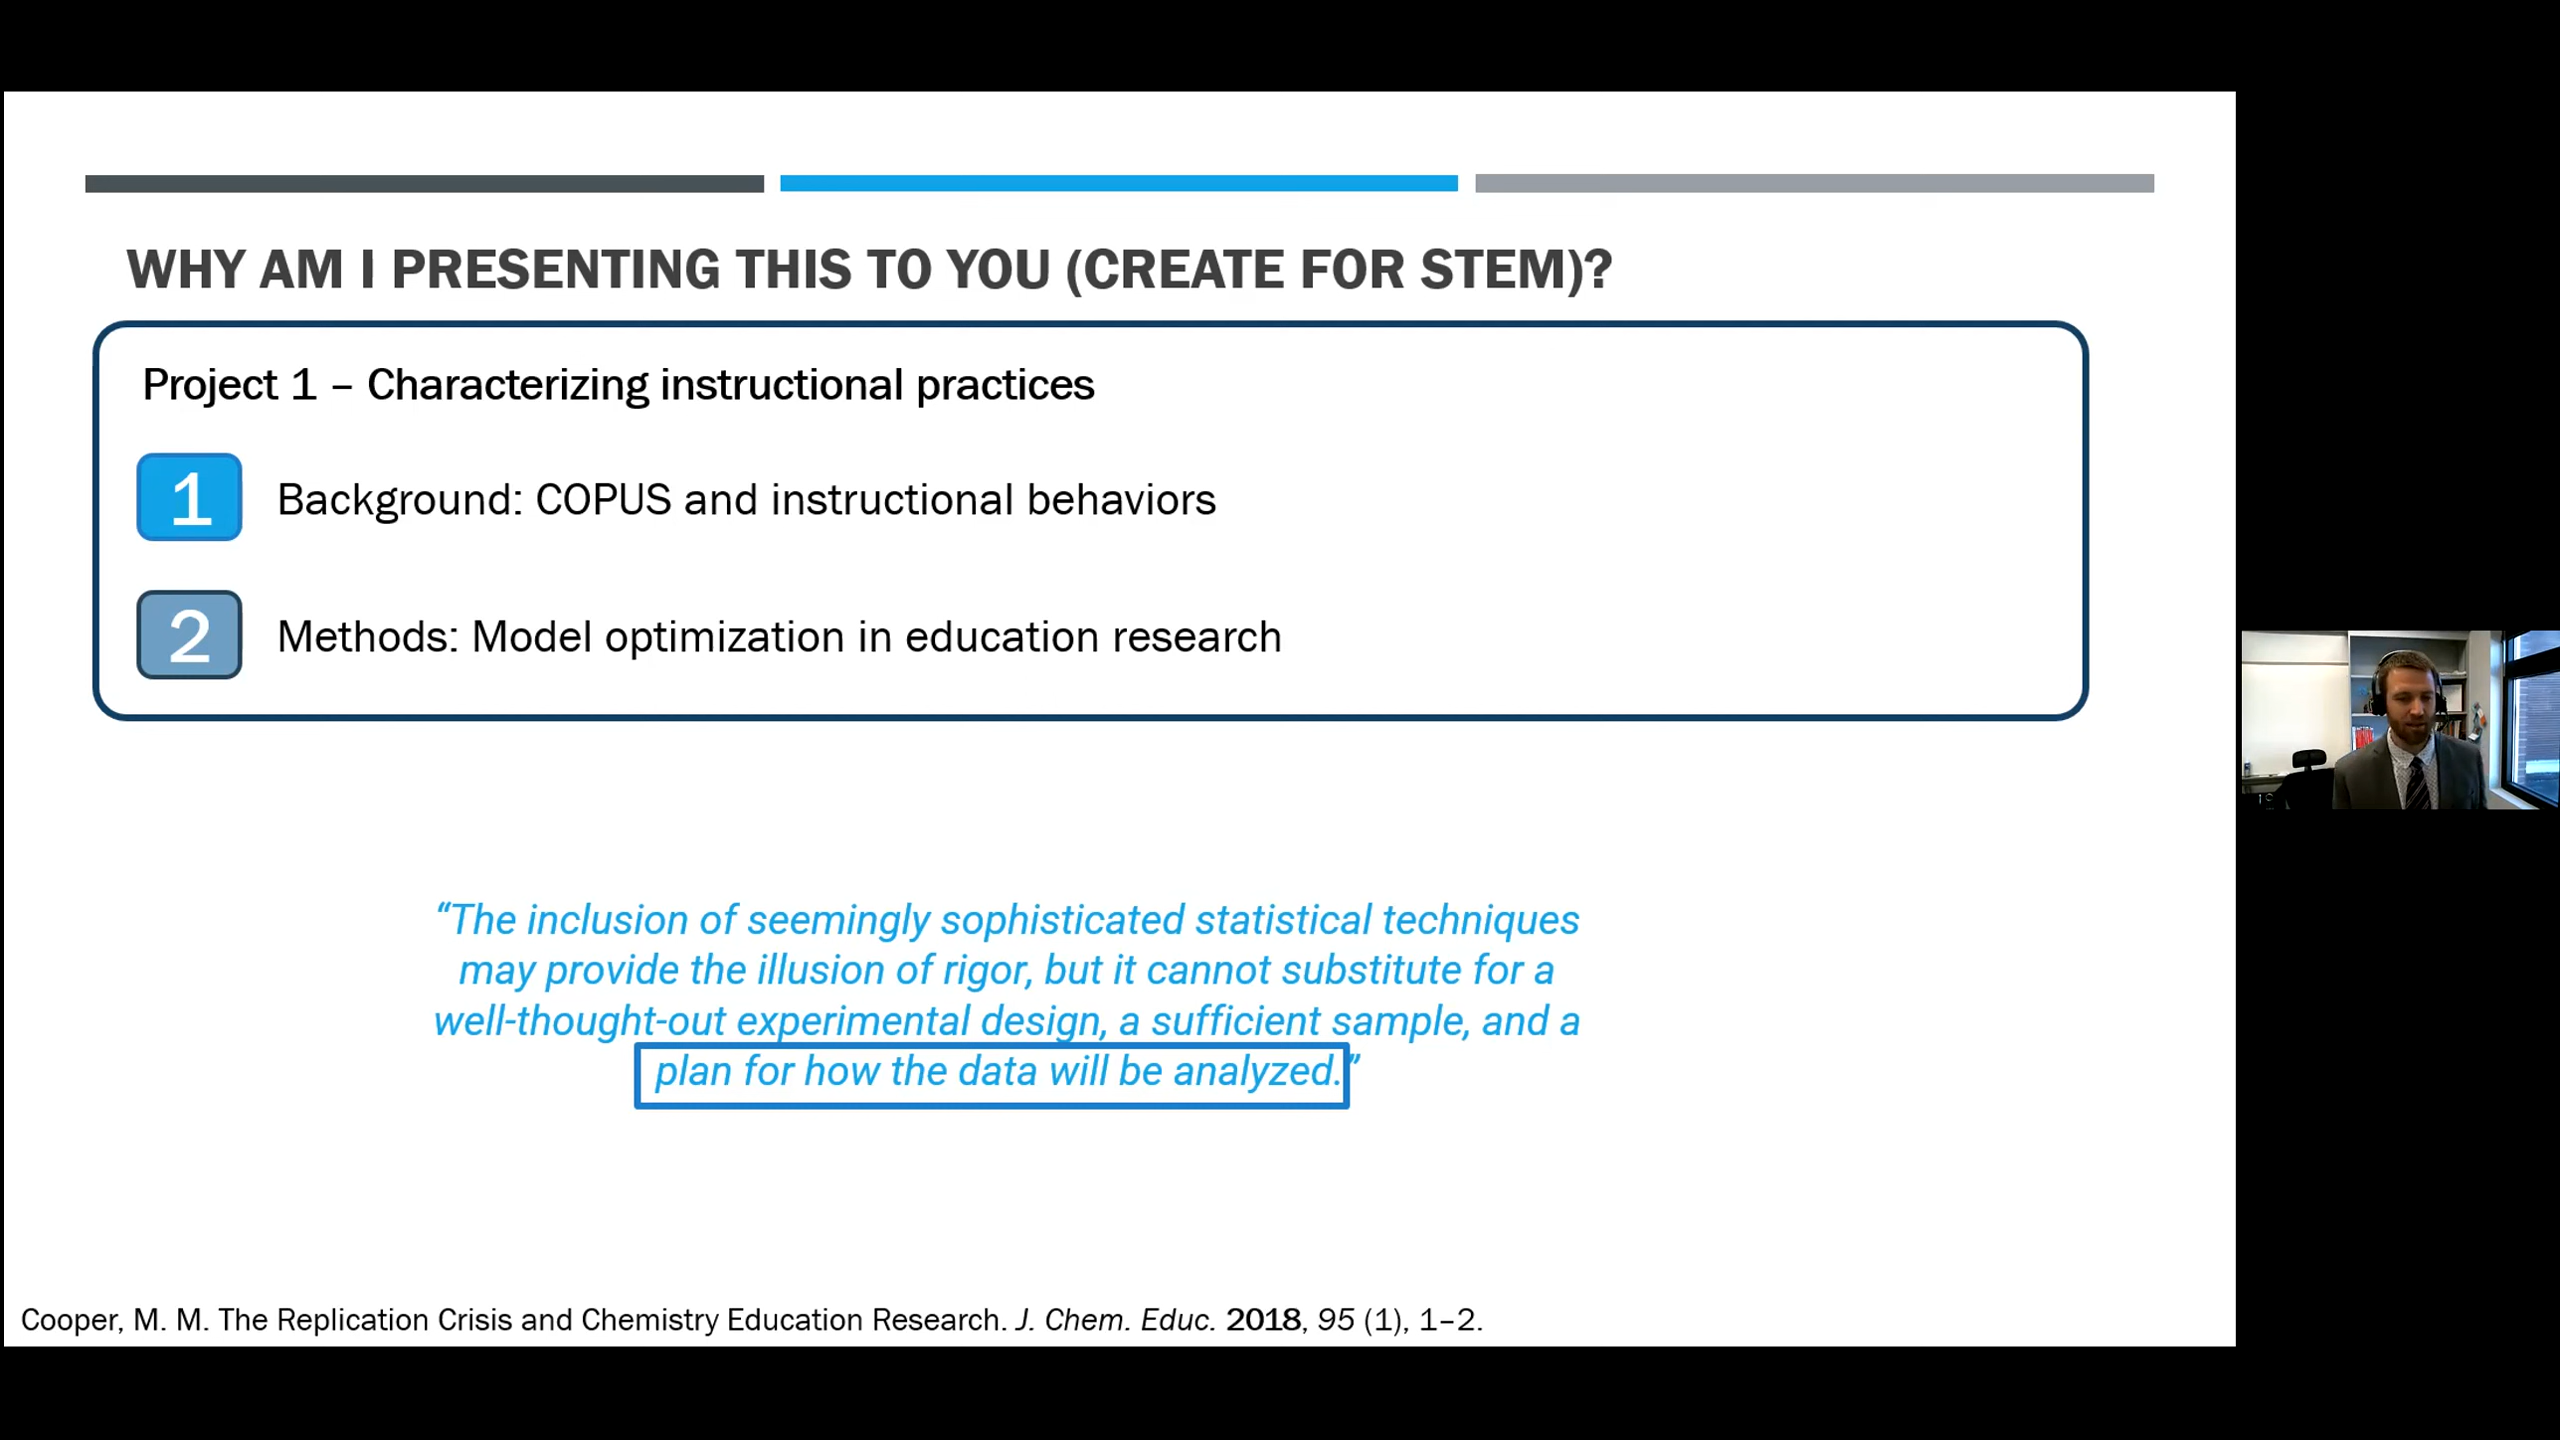 WHY AM I PRESENTING THIS TO YOU (CREATE FOR STEM)?
Project 1 – Characterizing instructional practices
1 Background: COPUS and instructional behaviors
2 Methods: Model optimization in education research
“The inclusion of seemingly sophisticated statistical techniques
may provide the illusion of rigor, but it cannot substitute for a
well-thought-out experimental design, a sufficient sample, and a
plan for how the data will be analyzed.”
Cooper, M. M. The Replication Crisis and Chemistry Education Research. J. Chem. Educ. 2018, 95 (1), 1–2.